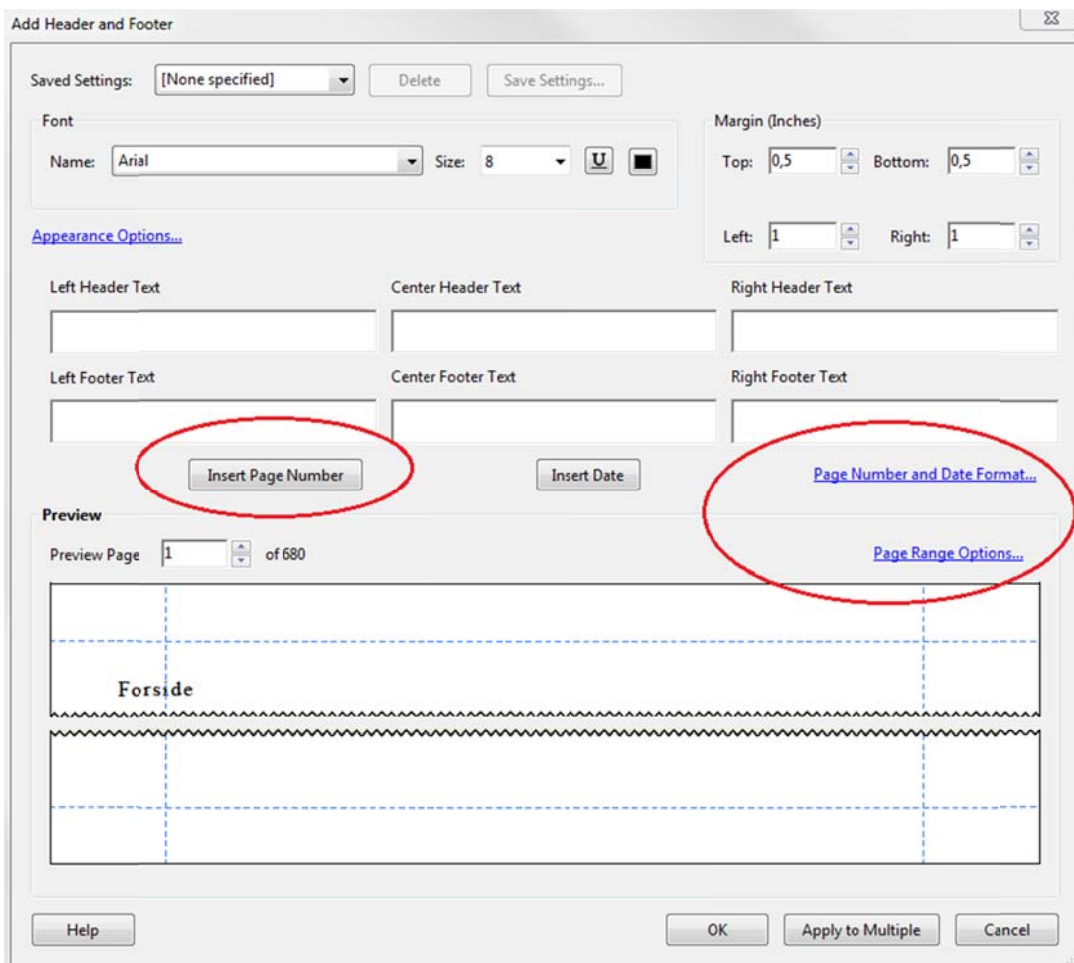 Add Header and Footer
Saved Settings: [None specified] Delete Save Settings...
Font
Name: Arial Size: 8 U
Margin (Inches)
Top: 0,5 Bottom: 0,5
Left: 1 Right: 1
Appearance Options...
Left Header Text Center Header Text Right Header Text
Left Footer Text Center Footer Text Right Footer Text
Insert Page Number Insert Date Page Number and Date Format...
Preview
Preview Page 1 of 680 Page Range Options...
Forside
Help OK Apply to Multiple Cancel